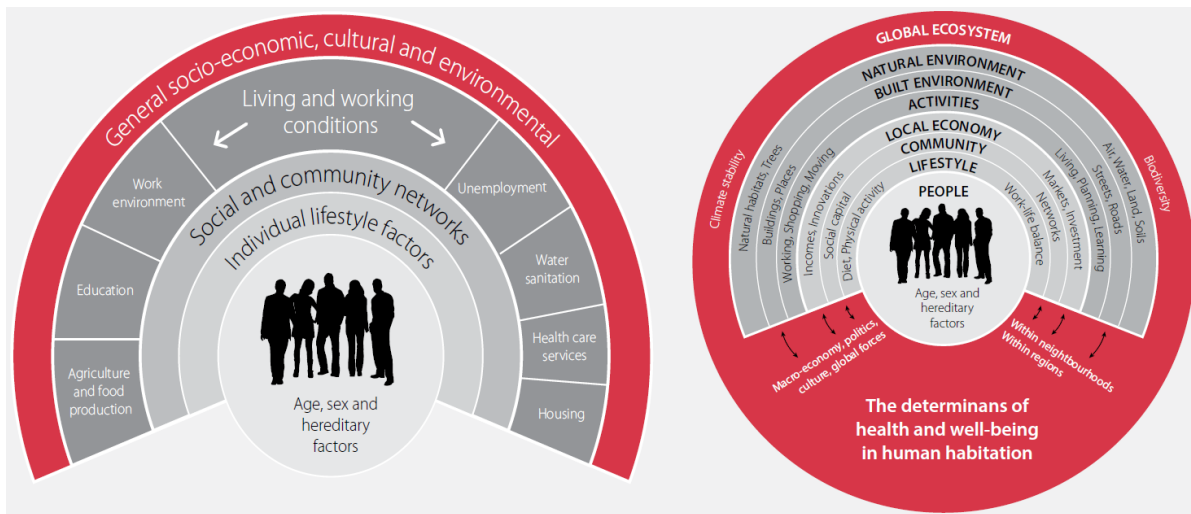 General socio-economic, cultural and environmental
Living and working
conditions
Work
environment
Unemployment
Education
Water
sanitation
Agriculture
and food
production
Health care
services
Housing
Social and community networks
Individual lifestyle factors
Age, sex and
hereditary
factors
GLOBAL ECOSYSTEM
NATURAL ENVIRONMENT
BUILT ENVIRONMENT
ACTIVITIES
LOCAL ECONOMY
COMMUNITY
LIFESTYLE
PEOPLE
Climate stability
Biodiversity
Natural habitats, Trees
Air, Water, Land, Soils
Buildings, Places
Streets, Roads
Working, Shopping, Moving
Living, Planning, Learning
Incomes, Innovations
Markets, Investment
Social capital
Networks
Diet, Physical activity
Work-life balance
Age, sex and
hereditary
factors
Macro-economy, politics,
culture, global forces
Within neighbourhoods
Within regions
The determinans of
health and well-being
in human habitation